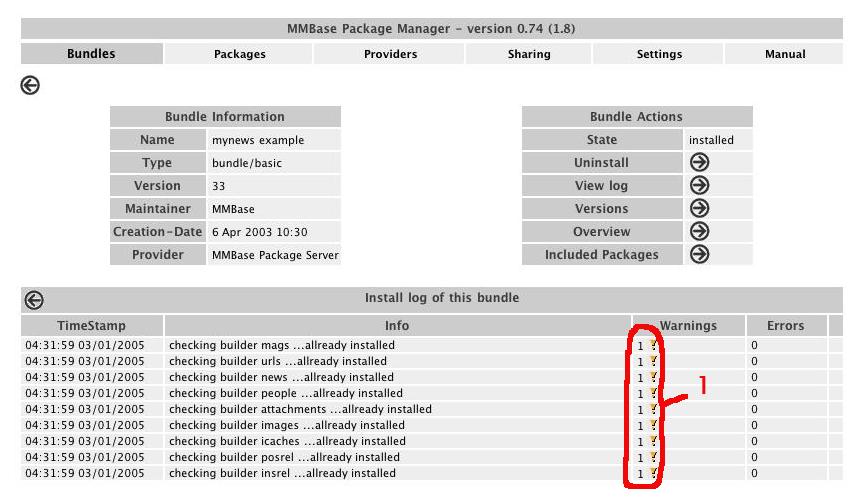 MMBase Package Manager - version 0.74 (1.8)
Bundles Packages Providers Sharing Settings Manual
Bundle Information Bundle Actions
Name mynews example State installed
Type bundle/basic Uninstall
Version 33 View log
Maintainer MMBase Versions
Creation-Date 6 Apr 2003 10:30 Overview
Provider MMBase Package Server Included Packages
Install log of this bundle
TimeStamp Info Warnings Errors
04:31:59 03/01/2005 checking builder mags ...allready installed 1 0
04:31:59 03/01/2005 checking builder urls ...allready installed 1 0
04:31:59 03/01/2005 checking builder news ...allready installed 1 0
04:31:59 03/01/2005 checking builder people ...allready installed 1 0
1
04:31:59 03/01/2005 checking builder attachments ...allready installed 1 0
04:31:59 03/01/2005 checking builder images ...allready installed 1 0
04:31:59 03/01/2005 checking builder icaches ...allready installed 1 0
04:31:59 03/01/2005 checking builder posrel ...allready installed 1 0
04:31:59 03/01/2005 checking builder insrel ...allready installed 1 0